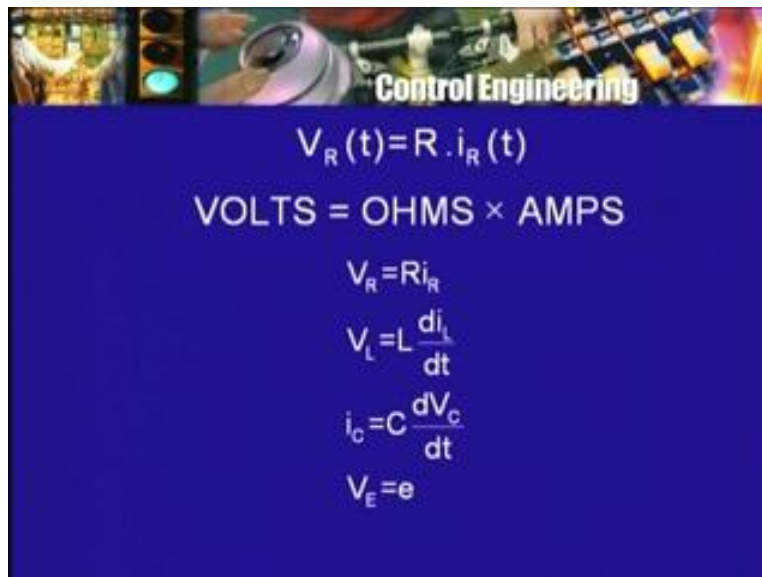 Control Engineering
V_R (t)=R .i_R (t)
VOLTS = OHMS × AMPS
V_R=Ri_R
V_L=L di_L/dt
i_C=C dV_C/dt
V_E=e